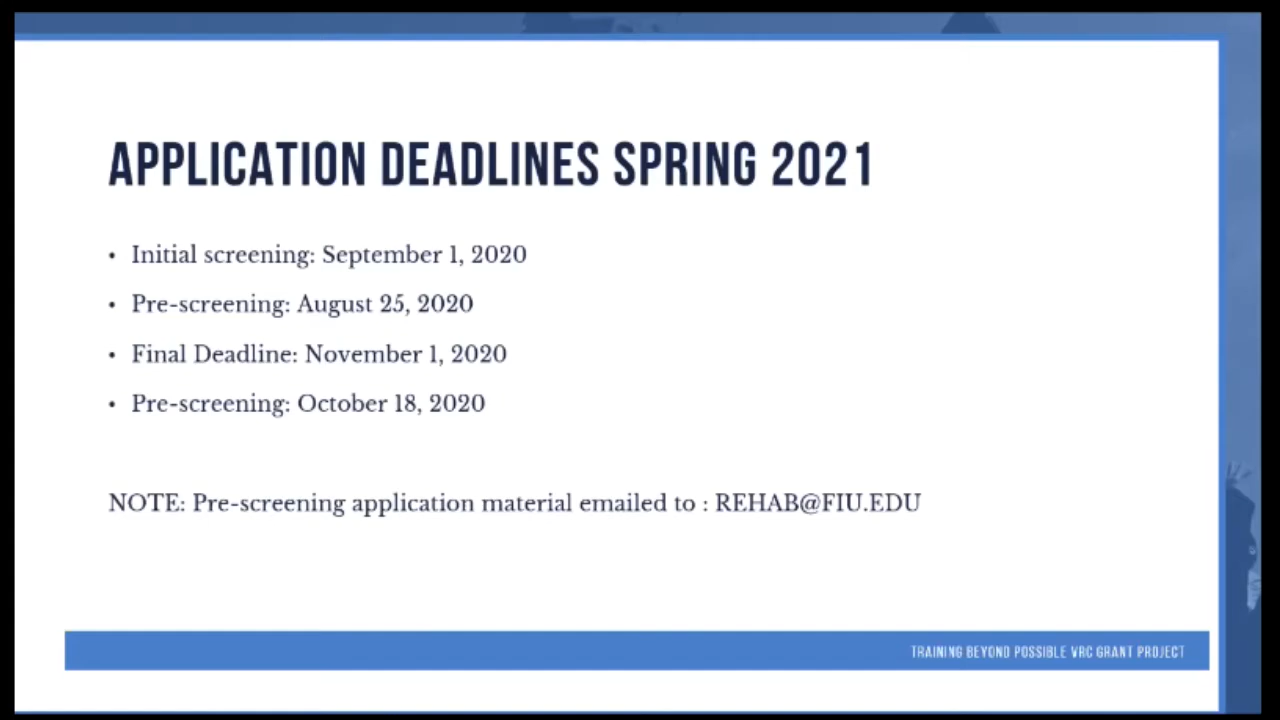 APPLICATION DEADLINES SPRING 2021
• Initial screening: September 1, 2020
• Pre-screening: August 25, 2020
• Final Deadline: November 1, 2020
• Pre-screening: October 18, 2020
NOTE: Pre-screening application material emailed to : REHAB@FIU.EDU
TRAINING BEYOND POSSIBLE VRC GRANT PROJECT